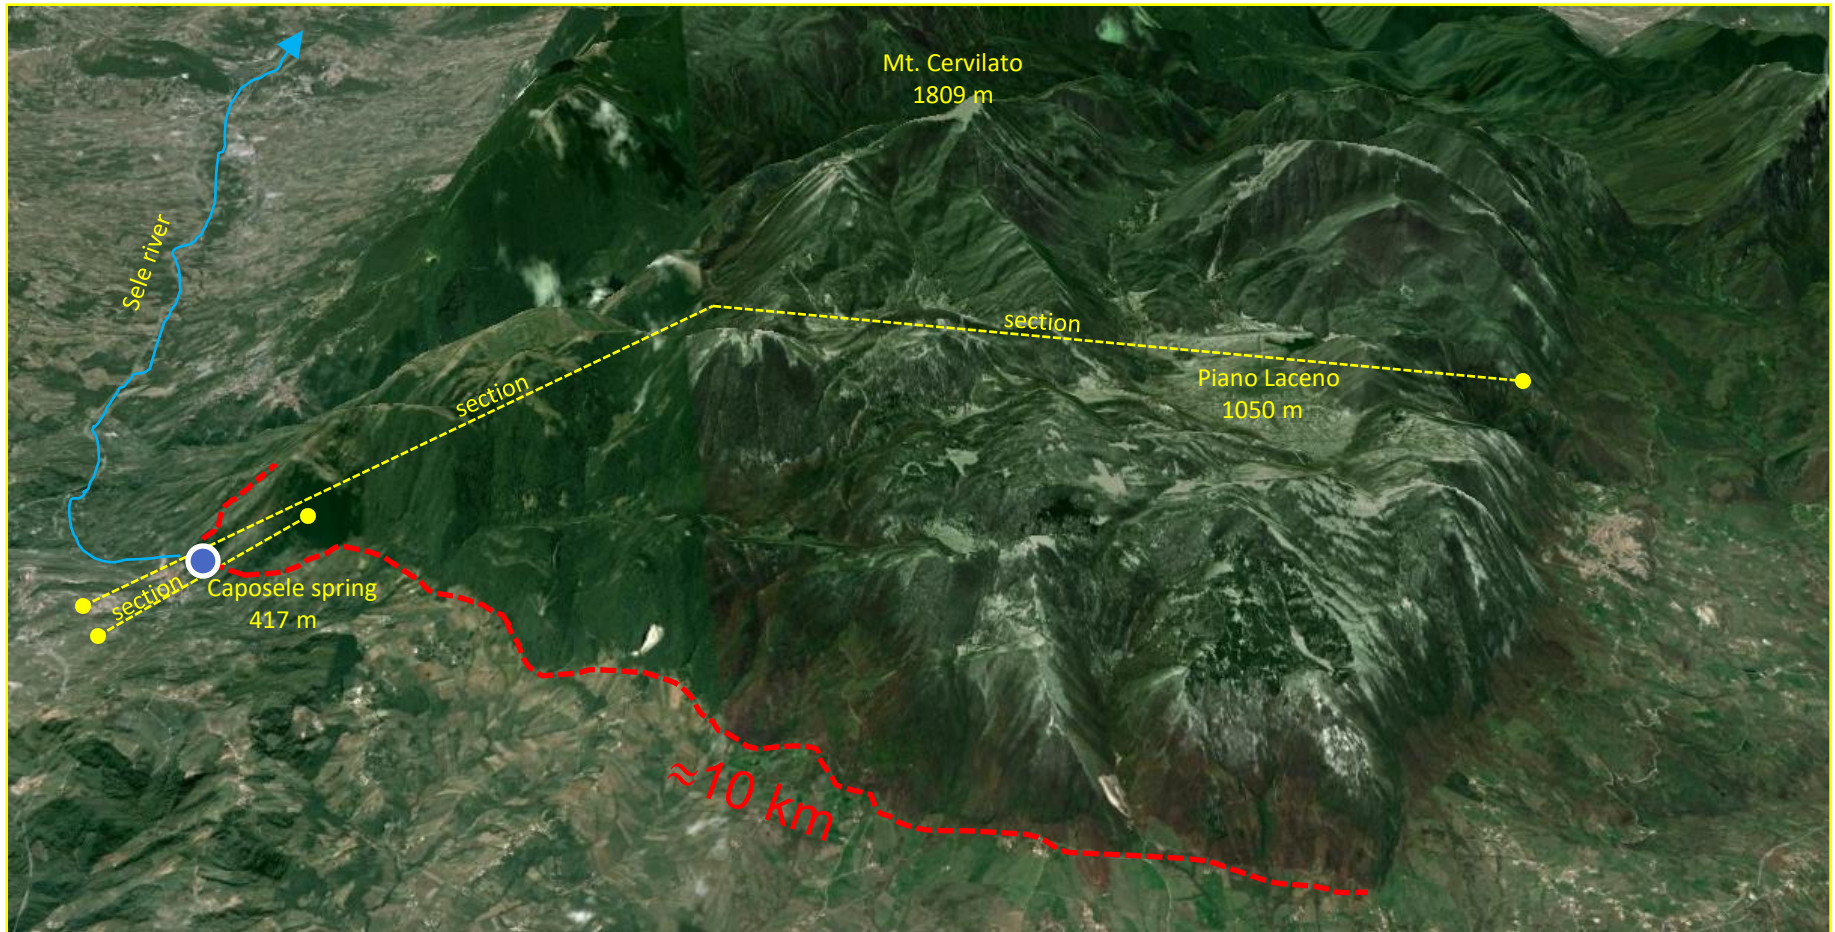 Mt. Cervilato
1809 m
Sele river
section
section
Piano Laceno
1050 m
section
Caposele spring
417 m
≈10 km